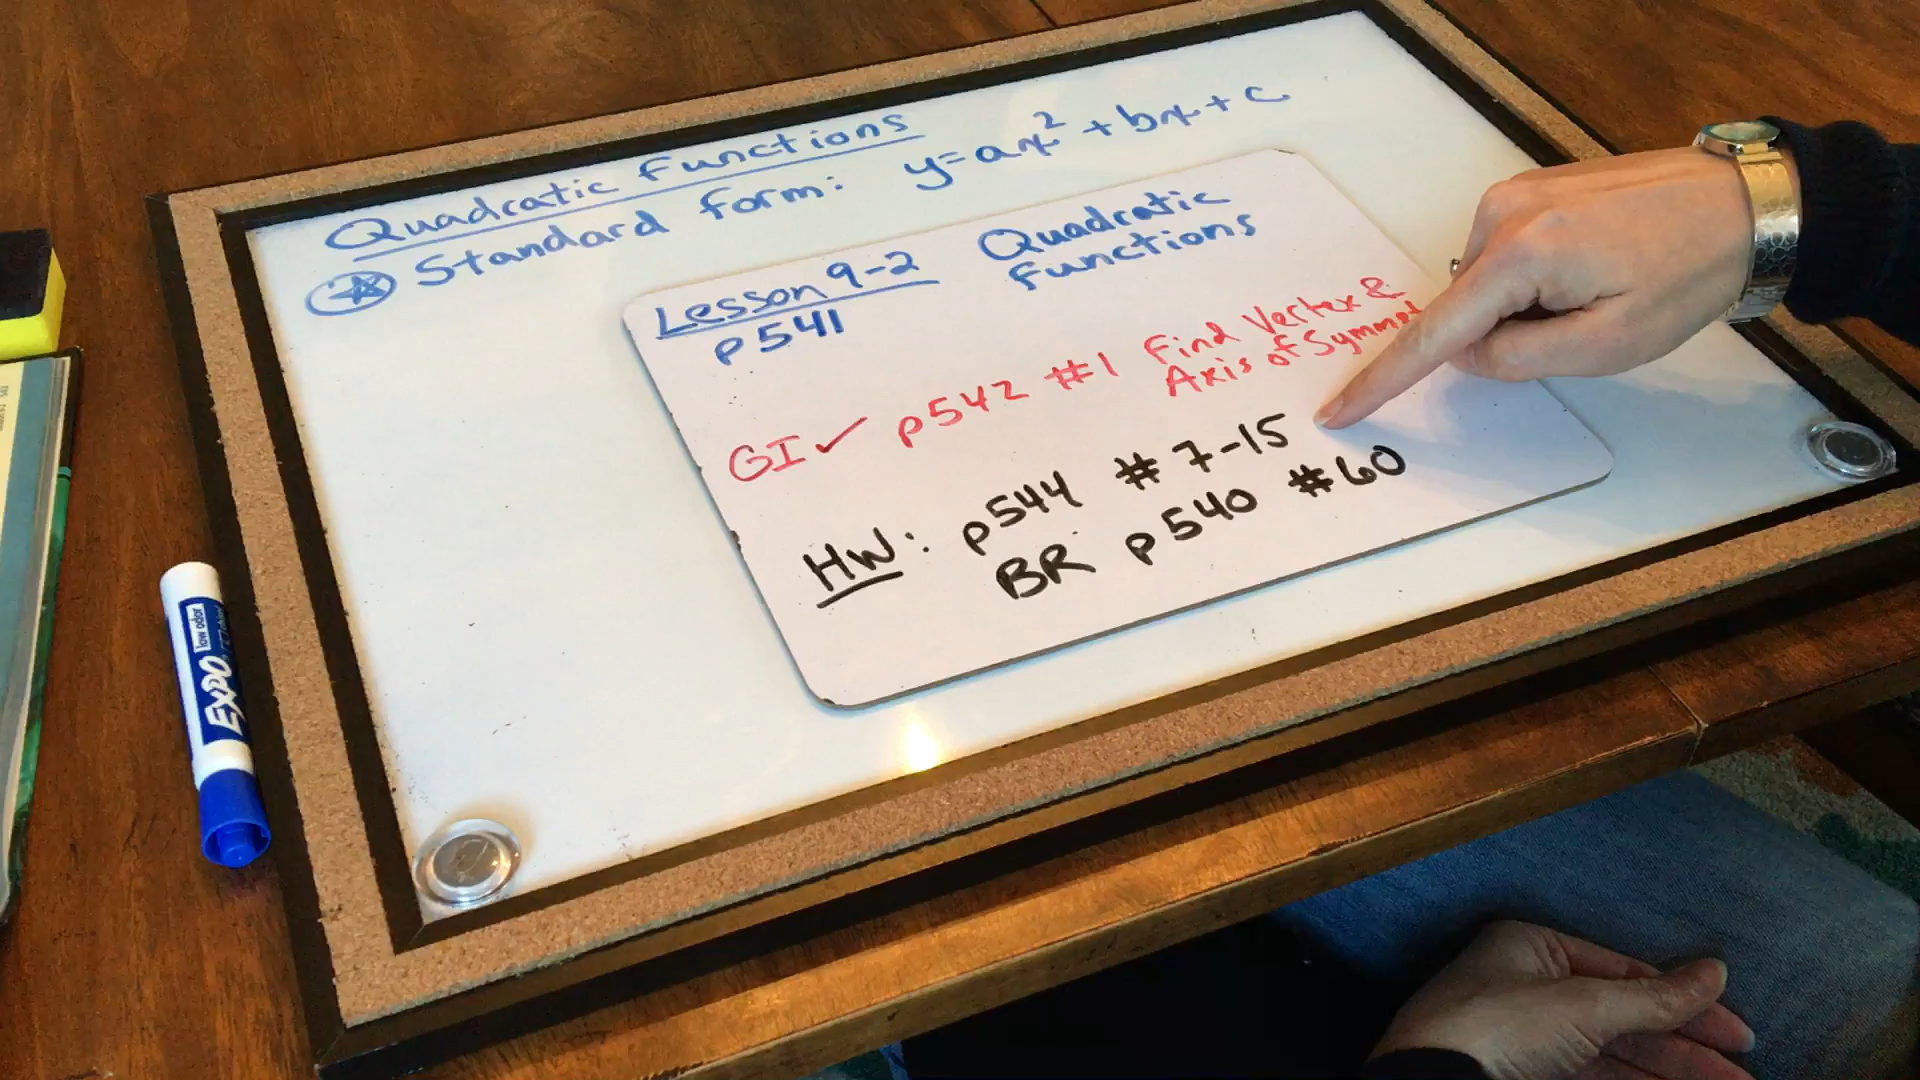 Quadratic Functions
Standard form: y=ax²+bx+c
Lesson 9-2 Quadratic
Functions
p541
GI✓ p542 #1 Find Vertex &
Axis of Symmet
HW: p544 #7-15
BR p540 #60
EXPO
low odor